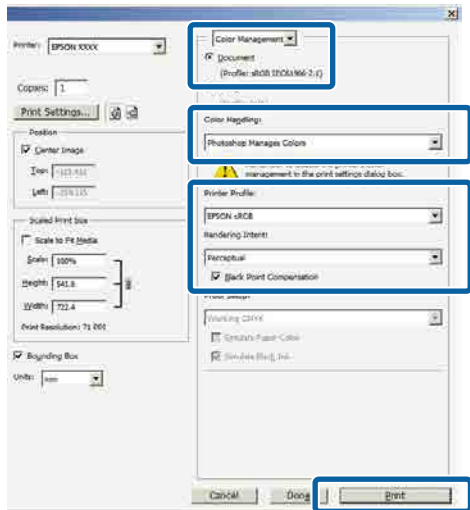 Printer: EPSON XXXX
Copies: 1
Print Settings...
Position
Center Image
Top:
Left:
Scaled Print Size
Scale to Fit Media
Scale: 100%
Height: 541.8
Width: 722.4
Print Resolution: 71 PPI
Bounding Box
Units: mm
Color Management
Document
(Profile: sRGB IEC61966-2.1)
Color Handling:
Photoshop Manages Colors
management in the print settings dialog box.
Printer Profile:
EPSON sRGB
Rendering Intent:
Perceptual
Black Point Compensation
Proof Setup:
Working CMYK
Simulate Paper Color
Simulate Black Ink
Cancel
Done
Print